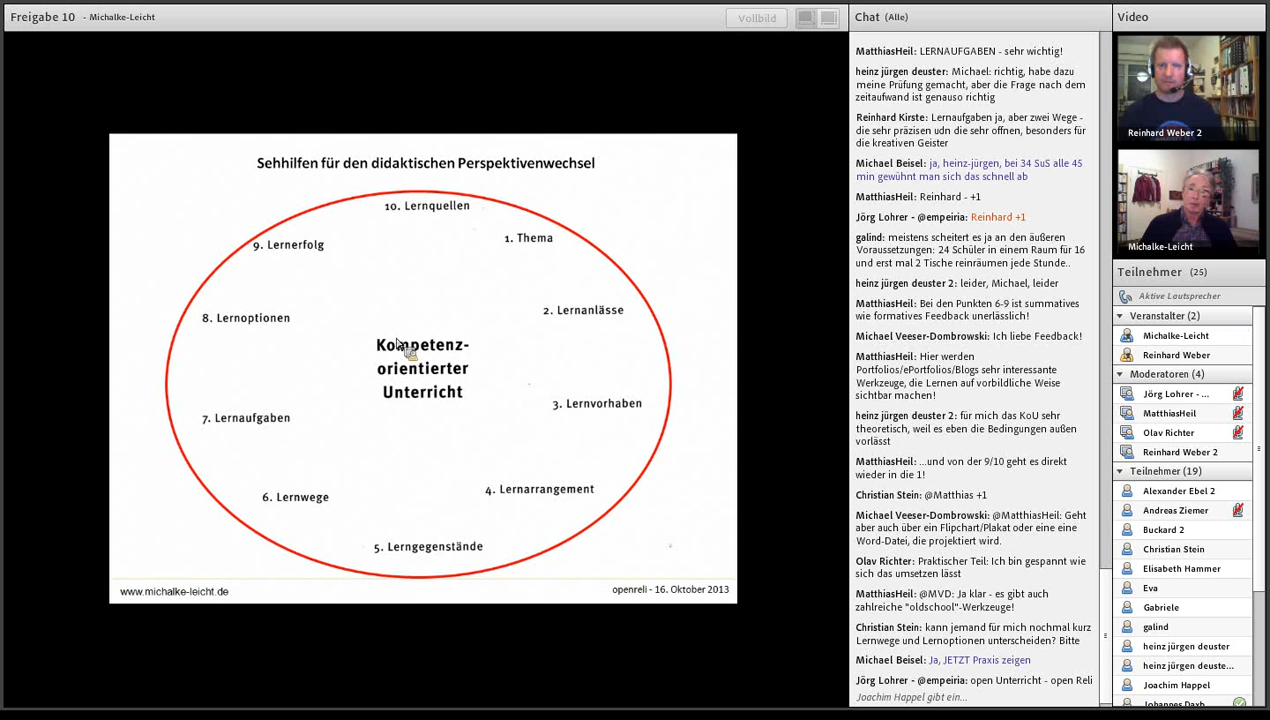 Freigabe 10 - Michalke-Leicht
Vollbild
Sehhilfen für den didaktischen Perspektivenwechsel
10. Lernquellen
9. Lernerfolg
1. Thema
8. Lernoptionen
2. Lernanlässe
Kompetenz-
orientierter
Unterricht
7. Lernaufgaben
3. Lernvorhaben
6. Lernwege
4. Lernarrangement
5. Lerngegenstände
www.michalke-leicht.de
openreli - 16. Oktober 2013
Chat (Alle)
MatthiasHeil: LERNAUFGABEN - sehr wichtig!
heinz jürgen deuster: Michael: richtig, habe dazu
meine Prüfung gemacht, aber die Frage nach dem
zeitaufwand ist genauso richtig
Reinhard Kirste: Lernaufgaben ja, aber zwei Wege -
die sehr präzisen udn die sehr offnen, besonders für
die kreativen Geister
Michael Beisel: ja, heinz-jürgen, bei 34 SuS alle 45
min gewühnt man sich das schnell ab
MatthiasHeil: Reinhard - +1
Jörg Lohrer - @empeiria: Reinhard +1
galind: meistens scheitert es ja an den äußeren
Voraussetzungen: 24 Schüler in einem Raum für 16
und erst mal 2 Tische reinräumen jede Stunde..
heinz jürgen deuster 2: leider, Michael, leider
MatthiasHeil: Bei den Punkten 6-9 ist summatives
wie formatives Feedback unerlässlich!
Michael Veeser-Dombrowski: Ich liebe Feedback!
MatthiasHeil: Hier werden
Portfolios/ePortfolios/Blogs sehr interessante
Werkzeuge, die Lernen auf vorbildliche Weise
sichtbar machen!
heinz jürgen deuster 2: für mich das KoU sehr
theoretisch, weil es eben die Bedingungen außen
vorlässt
MatthiasHeil: ...und von der 9/10 geht es direkt
wieder in die 1!
Christian Stein: @Matthias +1
Michael Veeser-Dombrowski: @MatthiasHeil: Geht
aber auch über ein Flipchart/Plakat oder eine eine
Word-Datei, die projektiert wird.
Olav Richter: Praktischer Teil: Ich bin gespannt wie
sich das umsetzen lässt
MatthiasHeil: @MVD: Ja klar - es gibt auch
zahlreiche "oldschool"-Werkzeuge!
Christian Stein: kann jemand für mich nochmal kurz
Lernwege und Lernoptionen unterscheiden? Bitte
Michael Beisel: Ja, JETZT Praxis zeigen
Jörg Lohrer - @empeiria: open Unterricht - open Reli
Joachim Happel gibt ein...
Video
Reinhard Weber 2
Michalke-Leicht
Teilnehmer (25)
Aktive Lautsprecher
Veranstalter (2)
Michalke-Leicht
Reinhard Weber
Moderatoren (4)
Jörg Lohrer - ...
MatthiasHeil
Olav Richter
Reinhard Weber 2
Teilnehmer (19)
Alexander Ebel 2
Andreas Ziemer
Buckard 2
Christian Stein
Elisabeth Hammer
Eva
Gabriele
galind
heinz jürgen deuster
heinz jürgen deuste...
Joachim Happel